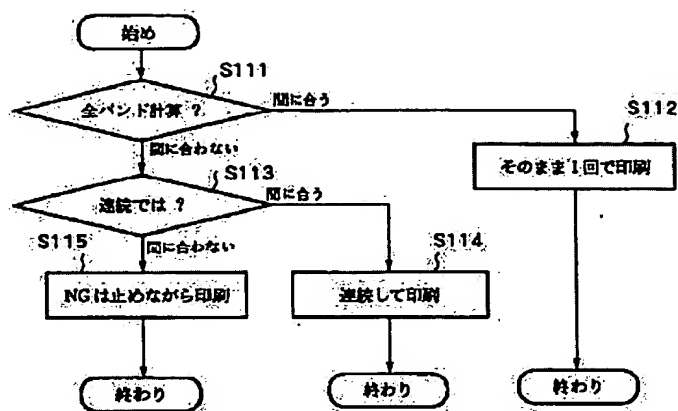 始め
S111
全バンド計算 ?
間に合う
S112
間に合わない
そのまま1回で印刷
S113
連続では ?
間に合う
S115
間に合わない
S114
NGは止めながら印刷
連続して印刷
終わり
終わり
終わり